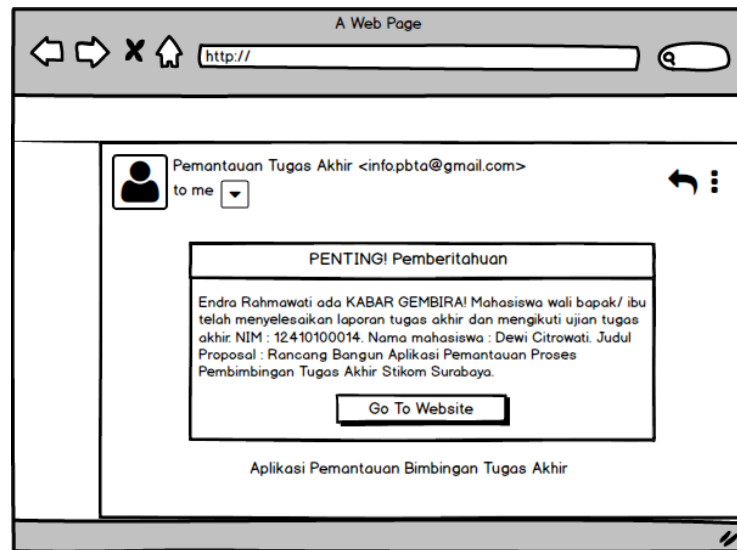 A Web Page
http://
Pemantauan Tugas Akhir <info.pbta@gmail.com>
to me
PENTING! Pemberitahuan
Endra Rahmawati ada KABAR GEMBIRA! Mahasiswa wali bapak/ ibu
telah menyelesaikan laporan tugas akhir dan mengikuti ujian tugas
akhir. NIM : 12410100014. Nama mahasiswa : Dewi Citrowati. Judul
Proposal : Rancang Bangun Aplikasi Pemantauan Proses
Pembimbingan Tugas Akhir Stikom Surabaya.
Go To Website
Aplikasi Pemantauan Bimbingan Tugas Akhir